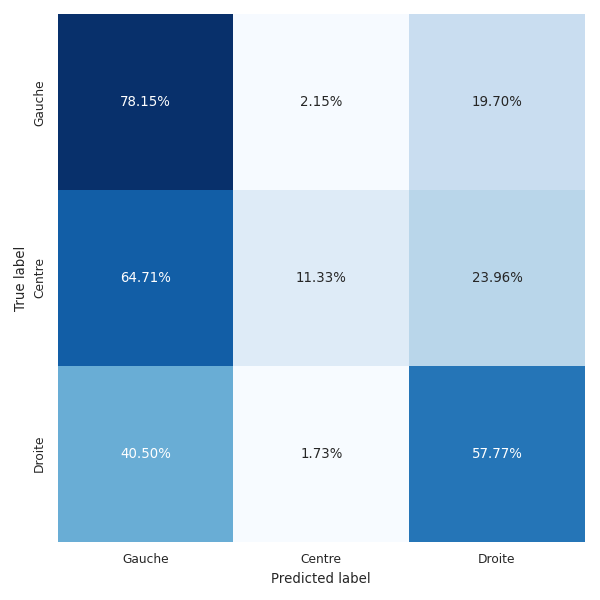 True label
Gauche
78.15%
2.15%
19.70%
Centre
64.71%
11.33%
23.96%
Droite
40.50%
1.73%
57.77%
Gauche
Centre
Droite
Predicted label